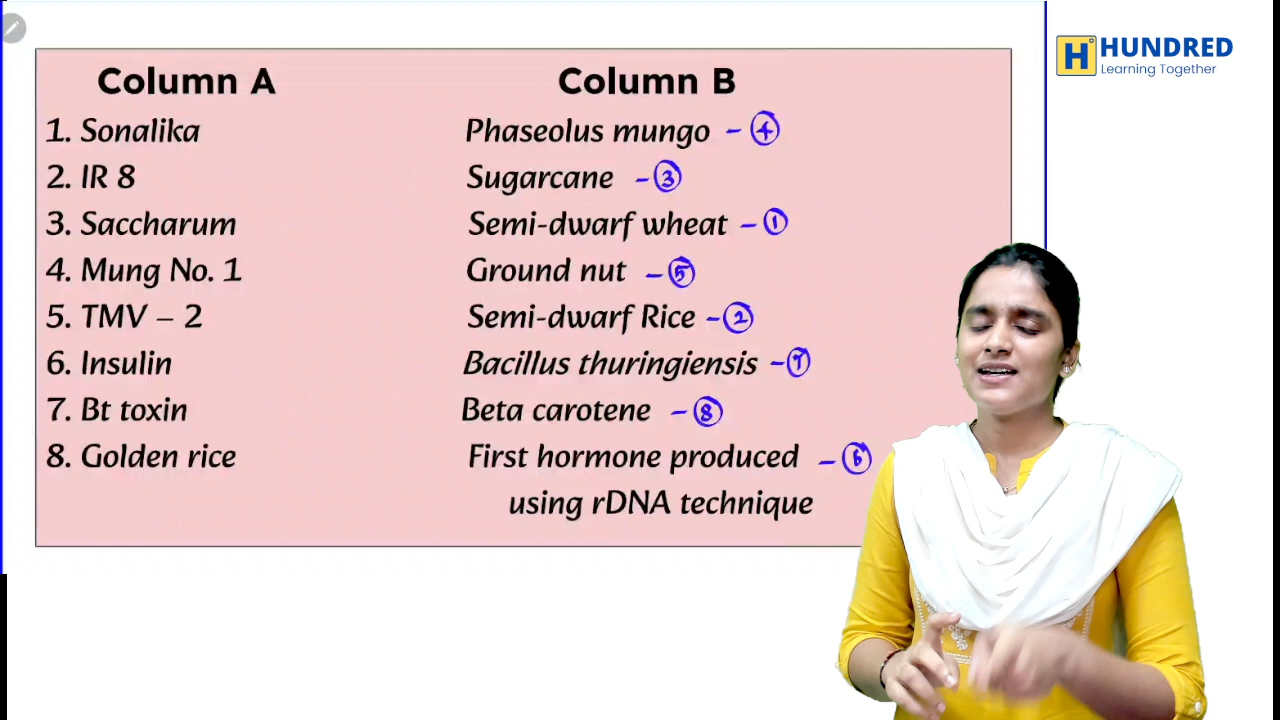 HUNDRED
Learning Together
Column A Column B
1. Sonalika Phaseolus mungo - 4
2. IR 8 Sugarcane - 3
3. Saccharum Semi-dwarf wheat - 1
4. Mung No. 1 Ground nut - 5
5. TMV – 2 Semi-dwarf Rice - 2
6. Insulin Bacillus thuringiensis - 7
7. Bt toxin Beta carotene - 8
8. Golden rice First hormone produced - 6
using rDNA technique